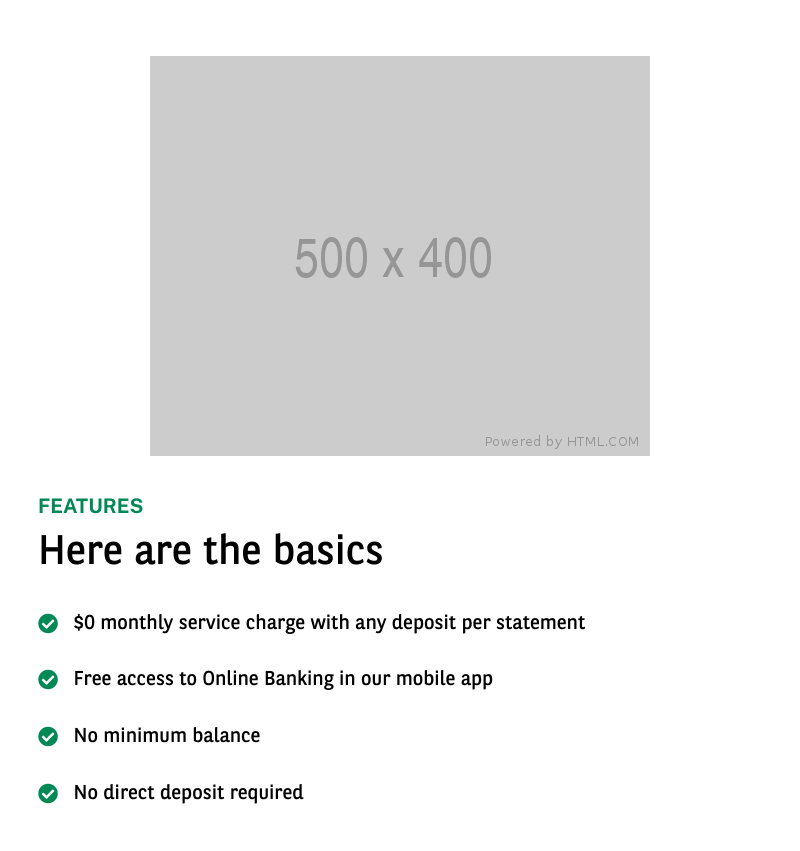 500 x 400
Powered by HTML.COM
FEATURES
Here are the basics
$0 monthly service charge with any deposit per statement
Free access to Online Banking in our mobile app
No minimum balance
No direct deposit required